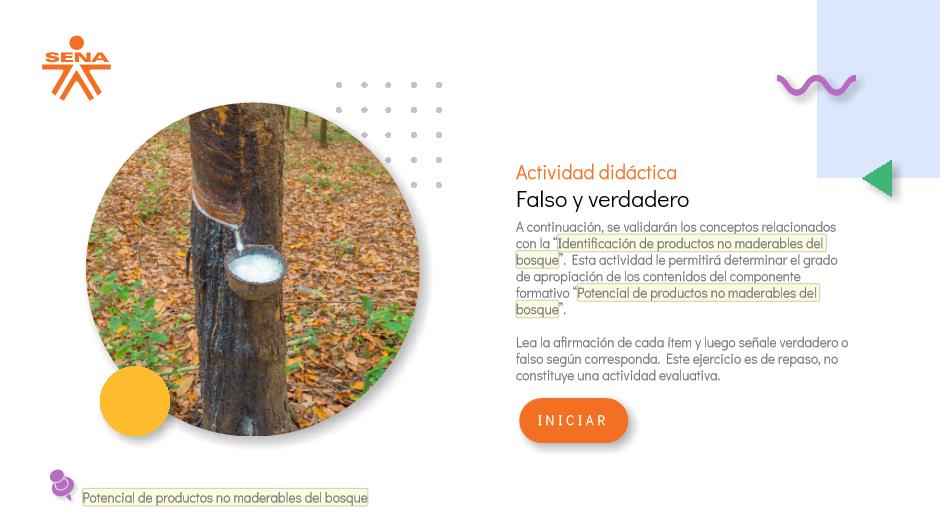 SENA
Actividad didáctica
Falso y verdadero
A continuación, se validarán los conceptos relacionados
con la “Identificación de productos no maderables del
bosque”. Esta actividad le permitirá determinar el grado
de apropiación de los contenidos del componente
formativo “Potencial de productos no maderables del
bosque”.
Lea la afirmación de cada ítem y luego señale verdadero o
falso según corresponda. Este ejercicio es de repaso, no
constituye una actividad evaluativa.
INICIAR
Potencial de productos no maderables del bosque